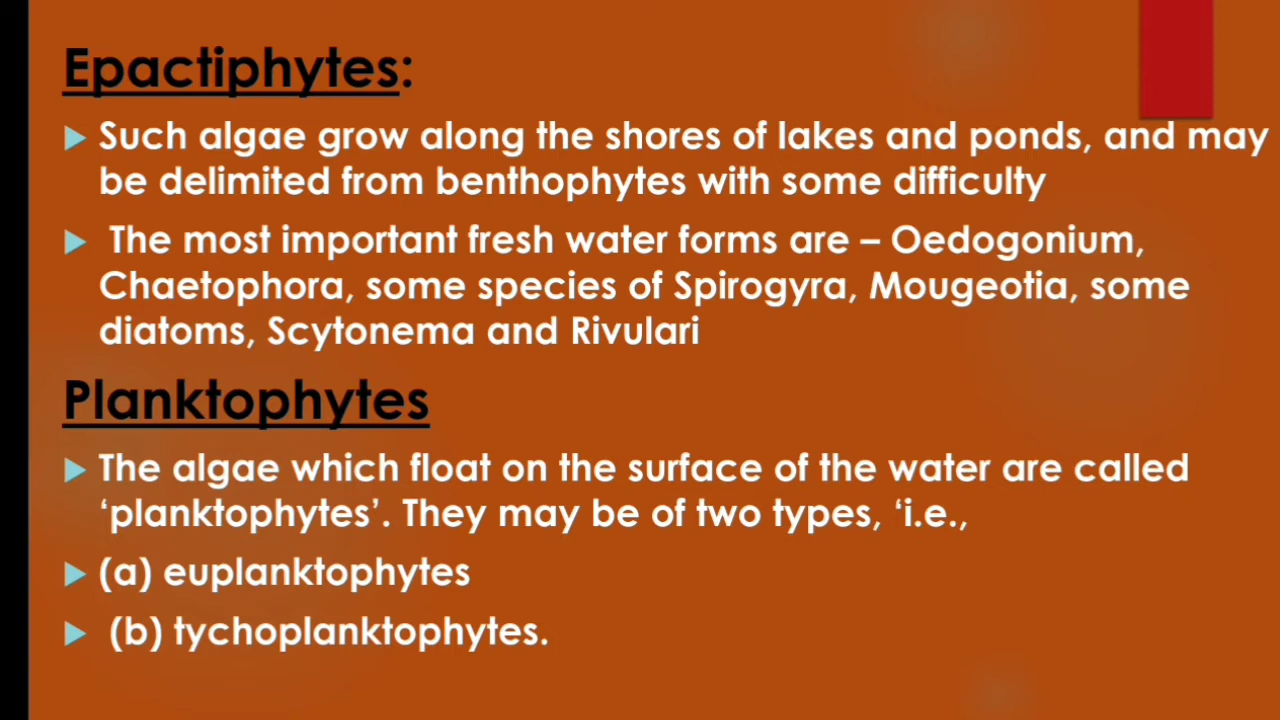 Epactiphytes:
Such algae grow along the shores of lakes and ponds, and may
be delimited from benthophytes with some difficulty
The most important fresh water forms are – Oedogonium,
Chaetophora, some species of Spirogyra, Mougeotia, some
diatoms, Scytonema and Rivulari
Planktophytes
The algae which float on the surface of the water are called
‘planktophytes’. They may be of two types, ‘i.e.,
(a) euplanktophytes
(b) tychoplanktophytes.